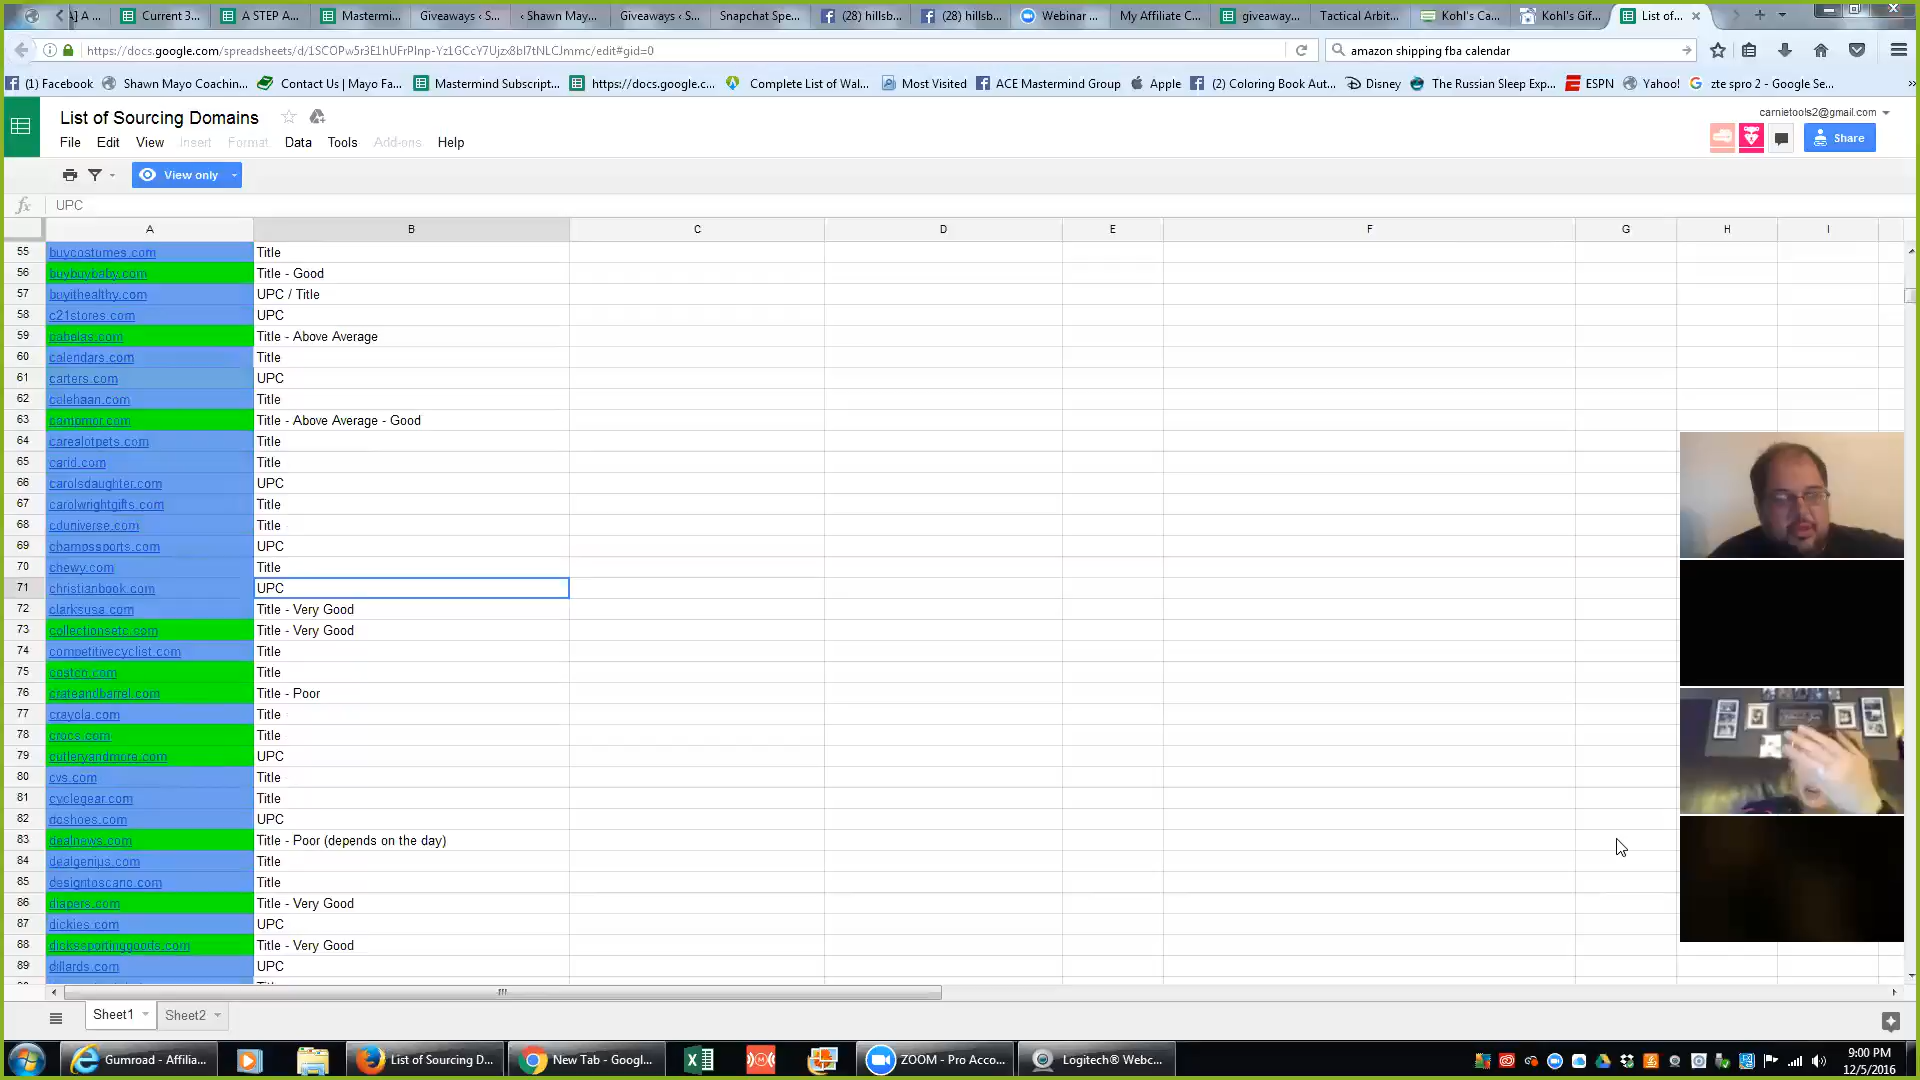 ] A ...
Current 3...
A STEP A...
Mastermi...
Giveaways ‹ S...
‹ Shawn May...
Giveaways ‹ S...
Snapchat Spe...
(28) hillsb...
(28) hillsb...
Webinar ...
My Affiliate C...
giveaway...
Tactical Arbit...
Kohl's Ca...
Kohl's Gif...
List of...
https://docs.google.com/spreadsheets/d/1SCOPw5r3E1hUFrPlnp-Yz1GCcY7Ujzx8bl7tNLCJmmc/edit#gid=0
amazon shipping fba calendar
(1) Facebook
Shawn Mayo Coachin...
Contact Us | Mayo Fa...
Mastermind Subscript...
https://docs.google.c...
Complete List of Wal...
Most Visited
ACE Mastermind Group
Apple
(2) Coloring Book Aut...
Disney
The Russian Sleep Exp...
ESPN
Yahoo!
zte spro 2 - Google Se...
List of Sourcing Domains
carnietools2@gmail.com
File Edit View Insert Format Data Tools Add-ons Help
Share
View only
fx UPC
A B C D E F G H I
55 buycostumes.com Title
56 buybuybaby.com Title - Good
57 buyithealthy.com UPC / Title
58 c21stores.com UPC
59 cabelas.com Title - Above Average
60 calendars.com Title
61 carters.com UPC
62 calehaan.com Title
63 campmor.com Title - Above Average - Good
64 carealotpets.com Title
65 carid.com Title
66 carolsdaughter.com UPC
67 carolwrightgifts.com Title
68 cduniverse.com Title
69 champssports.com UPC
70 chewy.com Title
71 christianbook.com UPC
72 clarksusa.com Title - Very Good
73 collectionsetc.com Title - Very Good
74 competitivecyclist.com Title
75 costco.com Title
76 crateandbarrel.com Title - Poor
77 crayola.com Title
78 crocs.com Title
79 cutleryandmore.com UPC
80 cvs.com Title
81 cyclegear.com Title
82 dcshoes.com UPC
83 dealnews.com Title - Poor (depends on the day)
84 dealgenius.com Title
85 designtoscano.com Title
86 diapers.com Title - Very Good
87 dickies.com UPC
88 dickssportinggoods.com Title - Very Good
89 dillards.com UPC
Sheet1 Sheet2
Gumroad - Affilia...
List of Sourcing D...
New Tab - Googl...
ZOOM - Pro Acco...
Logitech® Webc...
9:00 PM
12/5/2016